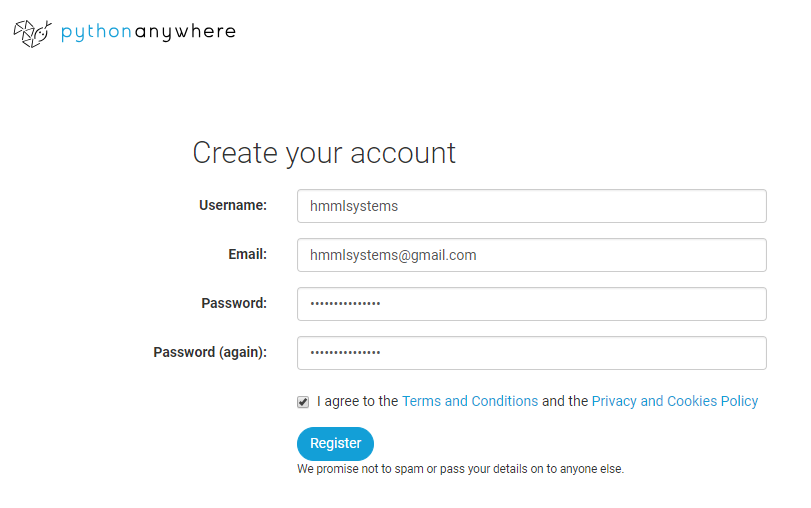 pythonanywhere
Create your account
Username: hmmlsystems
Email: hmmlsystems@gmail.com
Password: •••••••••••••••
Password (again): •••••••••••••••
I agree to the Terms and Conditions and the Privacy and Cookies Policy
Register
We promise not to spam or pass your details on to anyone else.